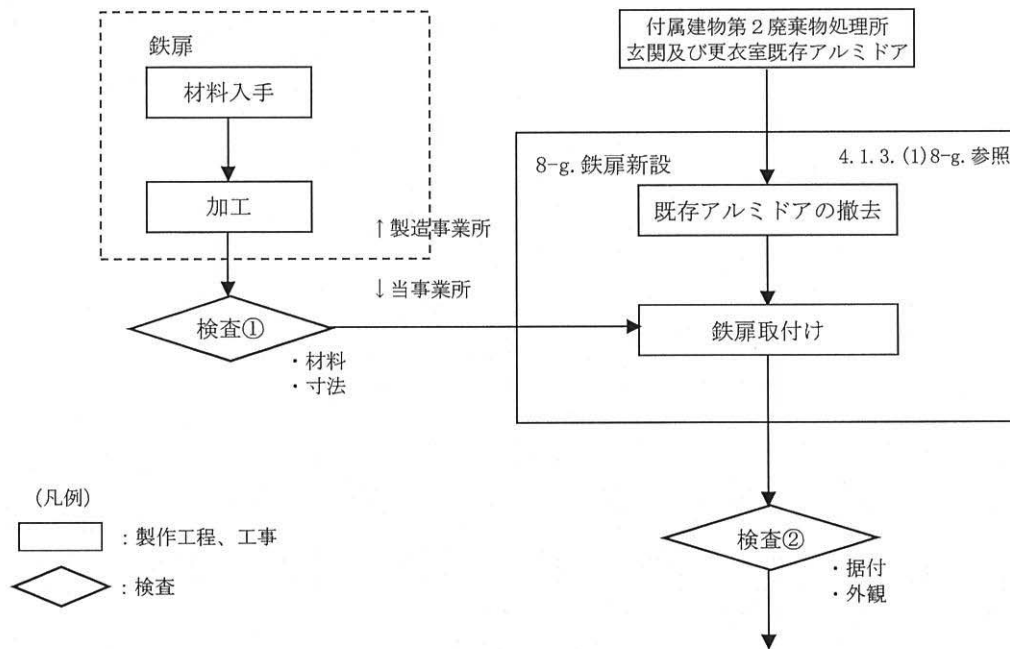 鉄扉
材料入手
加工
↑製造事業所
↓当事業所
検査①
・材料
・寸法
付属建物第2廃棄物処理所
玄関及び更衣室既存アルミドア
8-g. 鉄扉新設
4.1.3.(1)8-g.参照
既存アルミドアの撤去
鉄扉取付け
検査②
・据付
・外観
(凡例)
：製作工程、工事
：検査